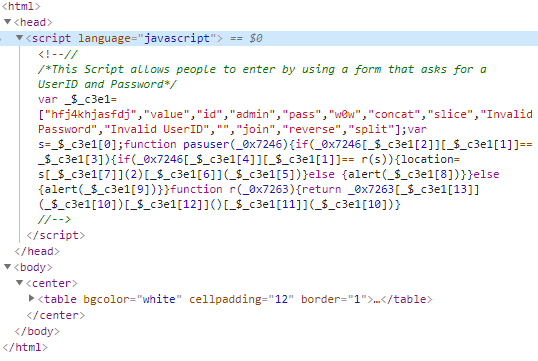 <html>
<head>
<script language="javascript"> == $0
<!--//
/*This Script allows people to enter by using a form that asks for a
UserID and Password*/
var _$_c3e1=
["hfj4khjasfdj","value","id","admin","pass","w0w","concat","slice","Invalid
Password","Invalid UserID","","join","reverse","split"];var
s=_$_c3e1[0];function pasuser(_0x7246){if(_0x7246[_$_c3e1[2]][_$_c3e1[1]]==
_$_c3e1[3]){if(_0x7246[_$_c3e1[4]][_$_c3e1[1]]== r(s)){location=
s[_$_c3e1[7]](2)[_$_c3e1[6]](_$_c3e1[5])}else {alert(_$_c3e1[8])}}else
{alert(_$_c3e1[9])}}function r(_0x7263){return _0x7263[_$_c3e1[13]]
(_$_c3e1[10])[_$_c3e1[12]]()[_$_c3e1[11]](_$_c3e1[10])}
//-->
</script>
</head>
<body>
<center>
<table bgcolor="white" cellpadding="12" border="1">…</table>
</center>
</body>
</html>